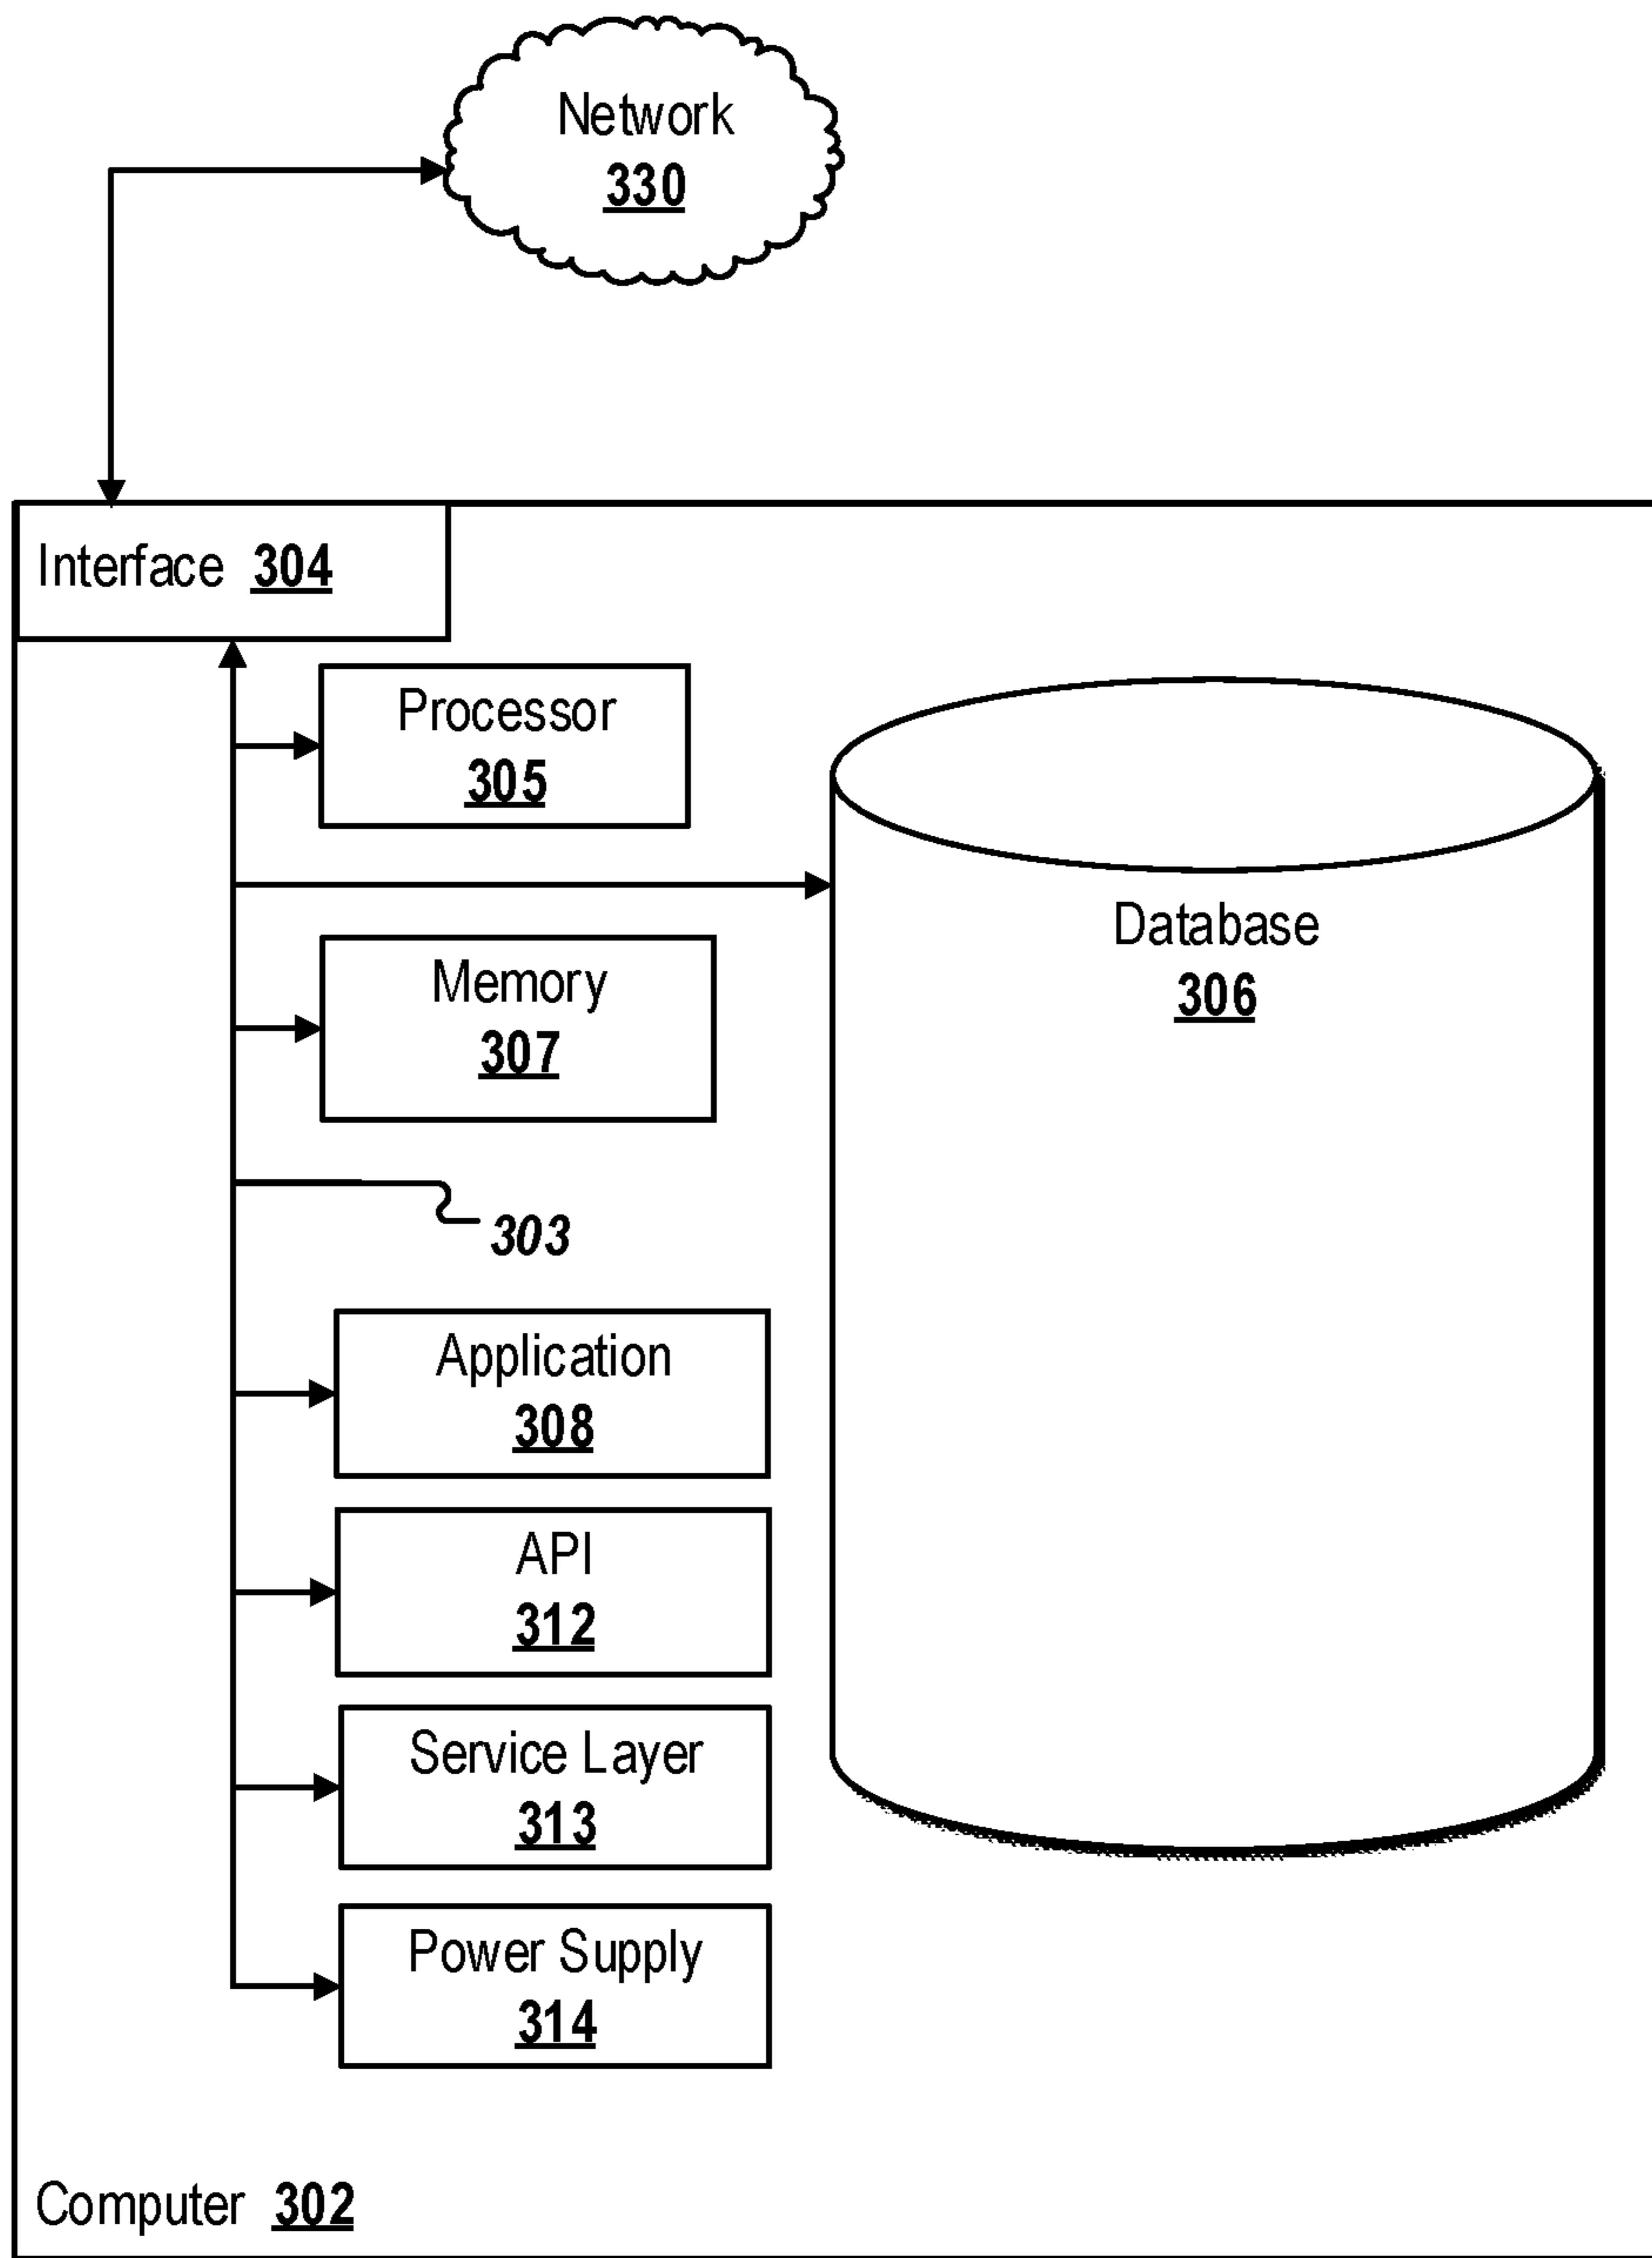 Network
330
Interface 304
Processor
305
Database
306
Memory
307
303
Application
308
API
312
Service Layer
313
Power Supply
314
Computer 302